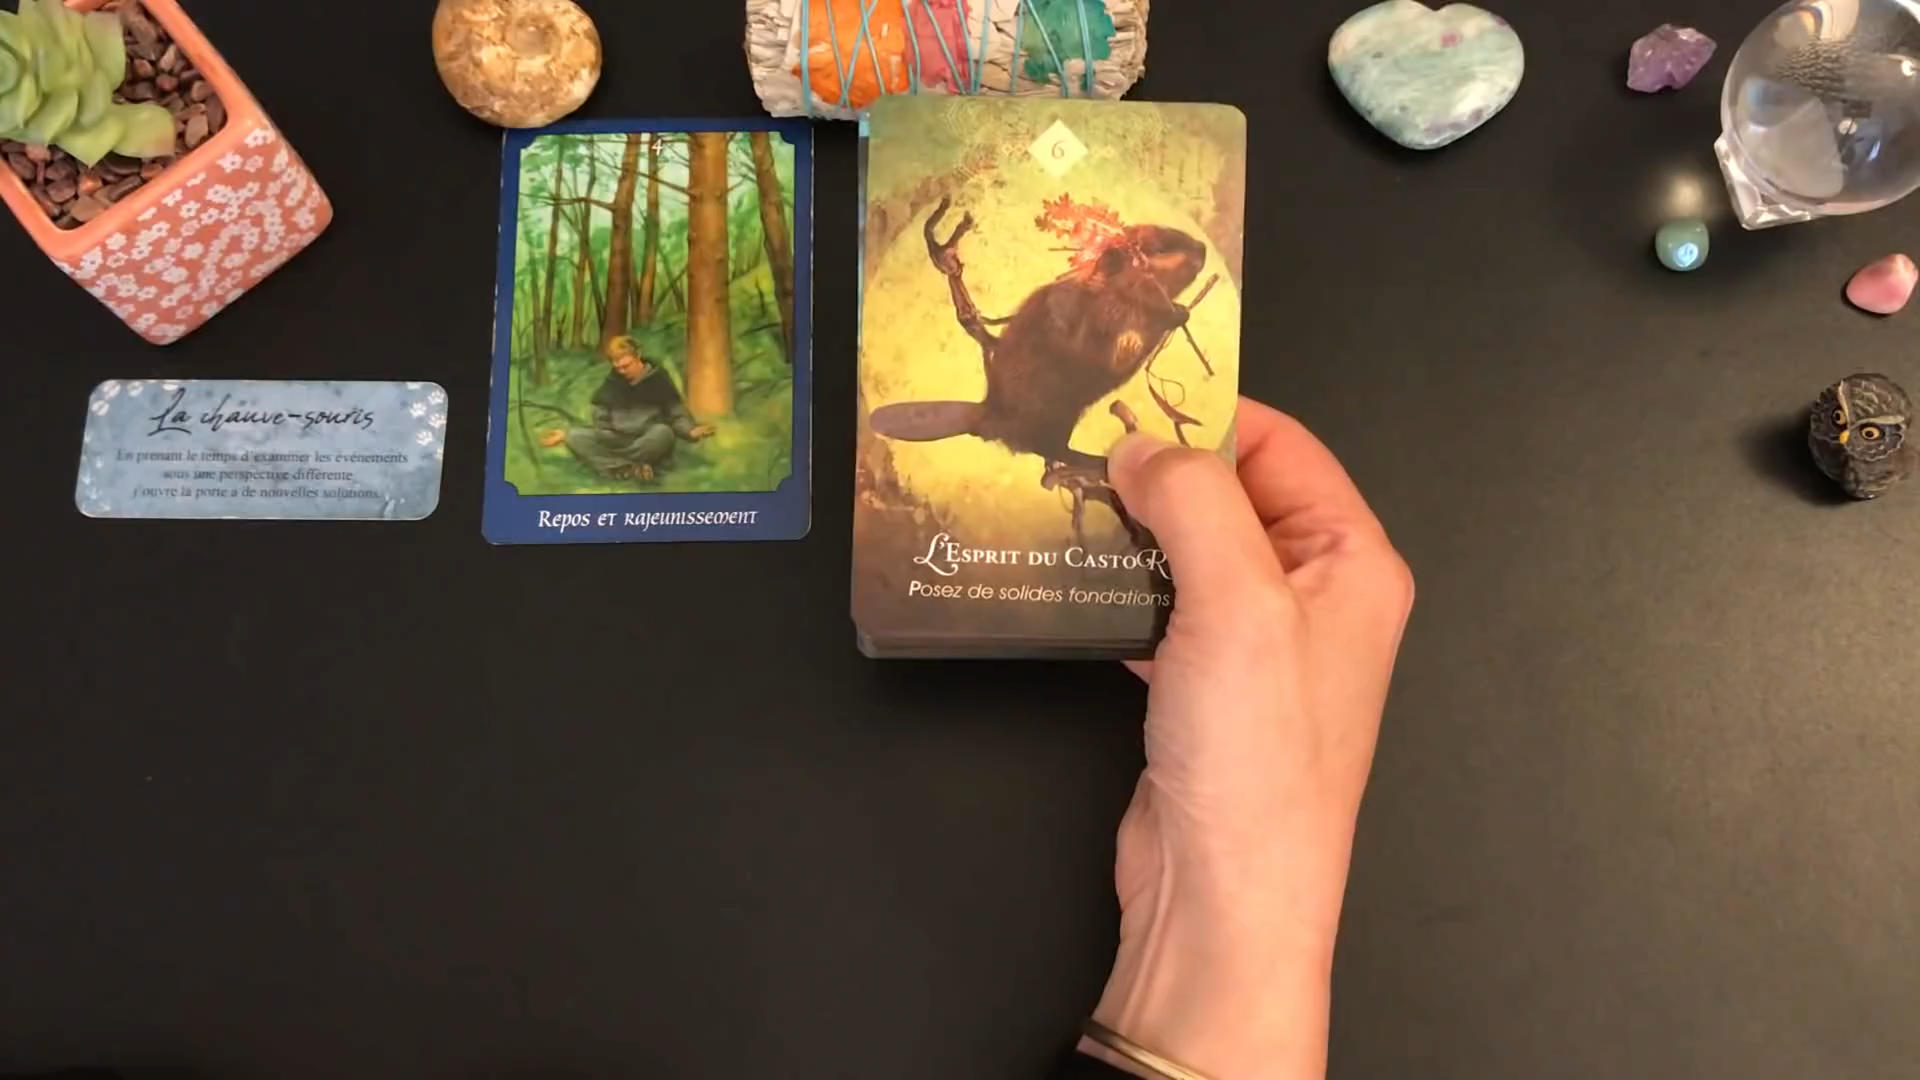 La chauve-souris
En prenant le temps d'examiner les événements
sous une perspective différente
j'ouvre la porte à de nouvelles solutions.
4
Repos et rajeunissement
6
L'Esprit du Castor
Posez de solides fondations